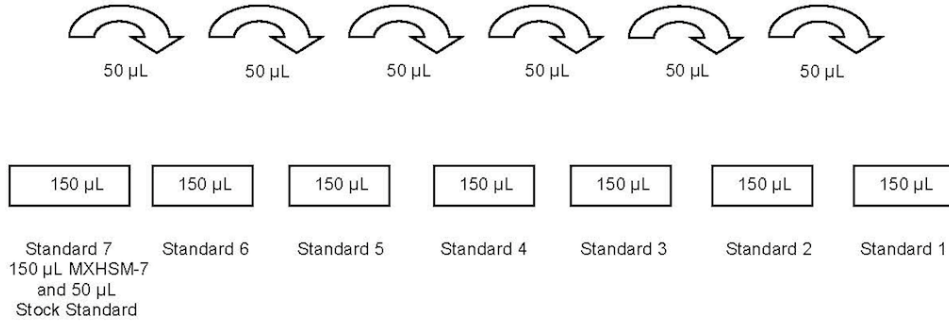 50 µL 50 µL 50 µL 50 µL 50 µL 50 µL
150 µL 150 µL 150 µL 150 µL 150 µL 150 µL 150 µL
Standard 7 Standard 6 Standard 5 Standard 4 Standard 3 Standard 2 Standard 1
150 µL MXHSM-7
and 50 µL
Stock Standard